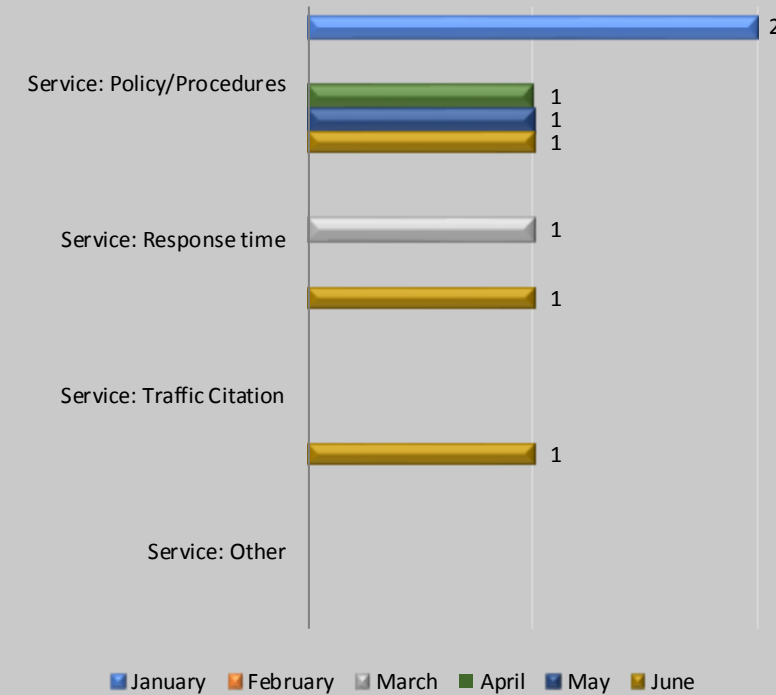 2
Service: Policy/Procedures
1
1
1
Service: Response time
1
1
Service: Traffic Citation
1
Service: Other
January February March April May June